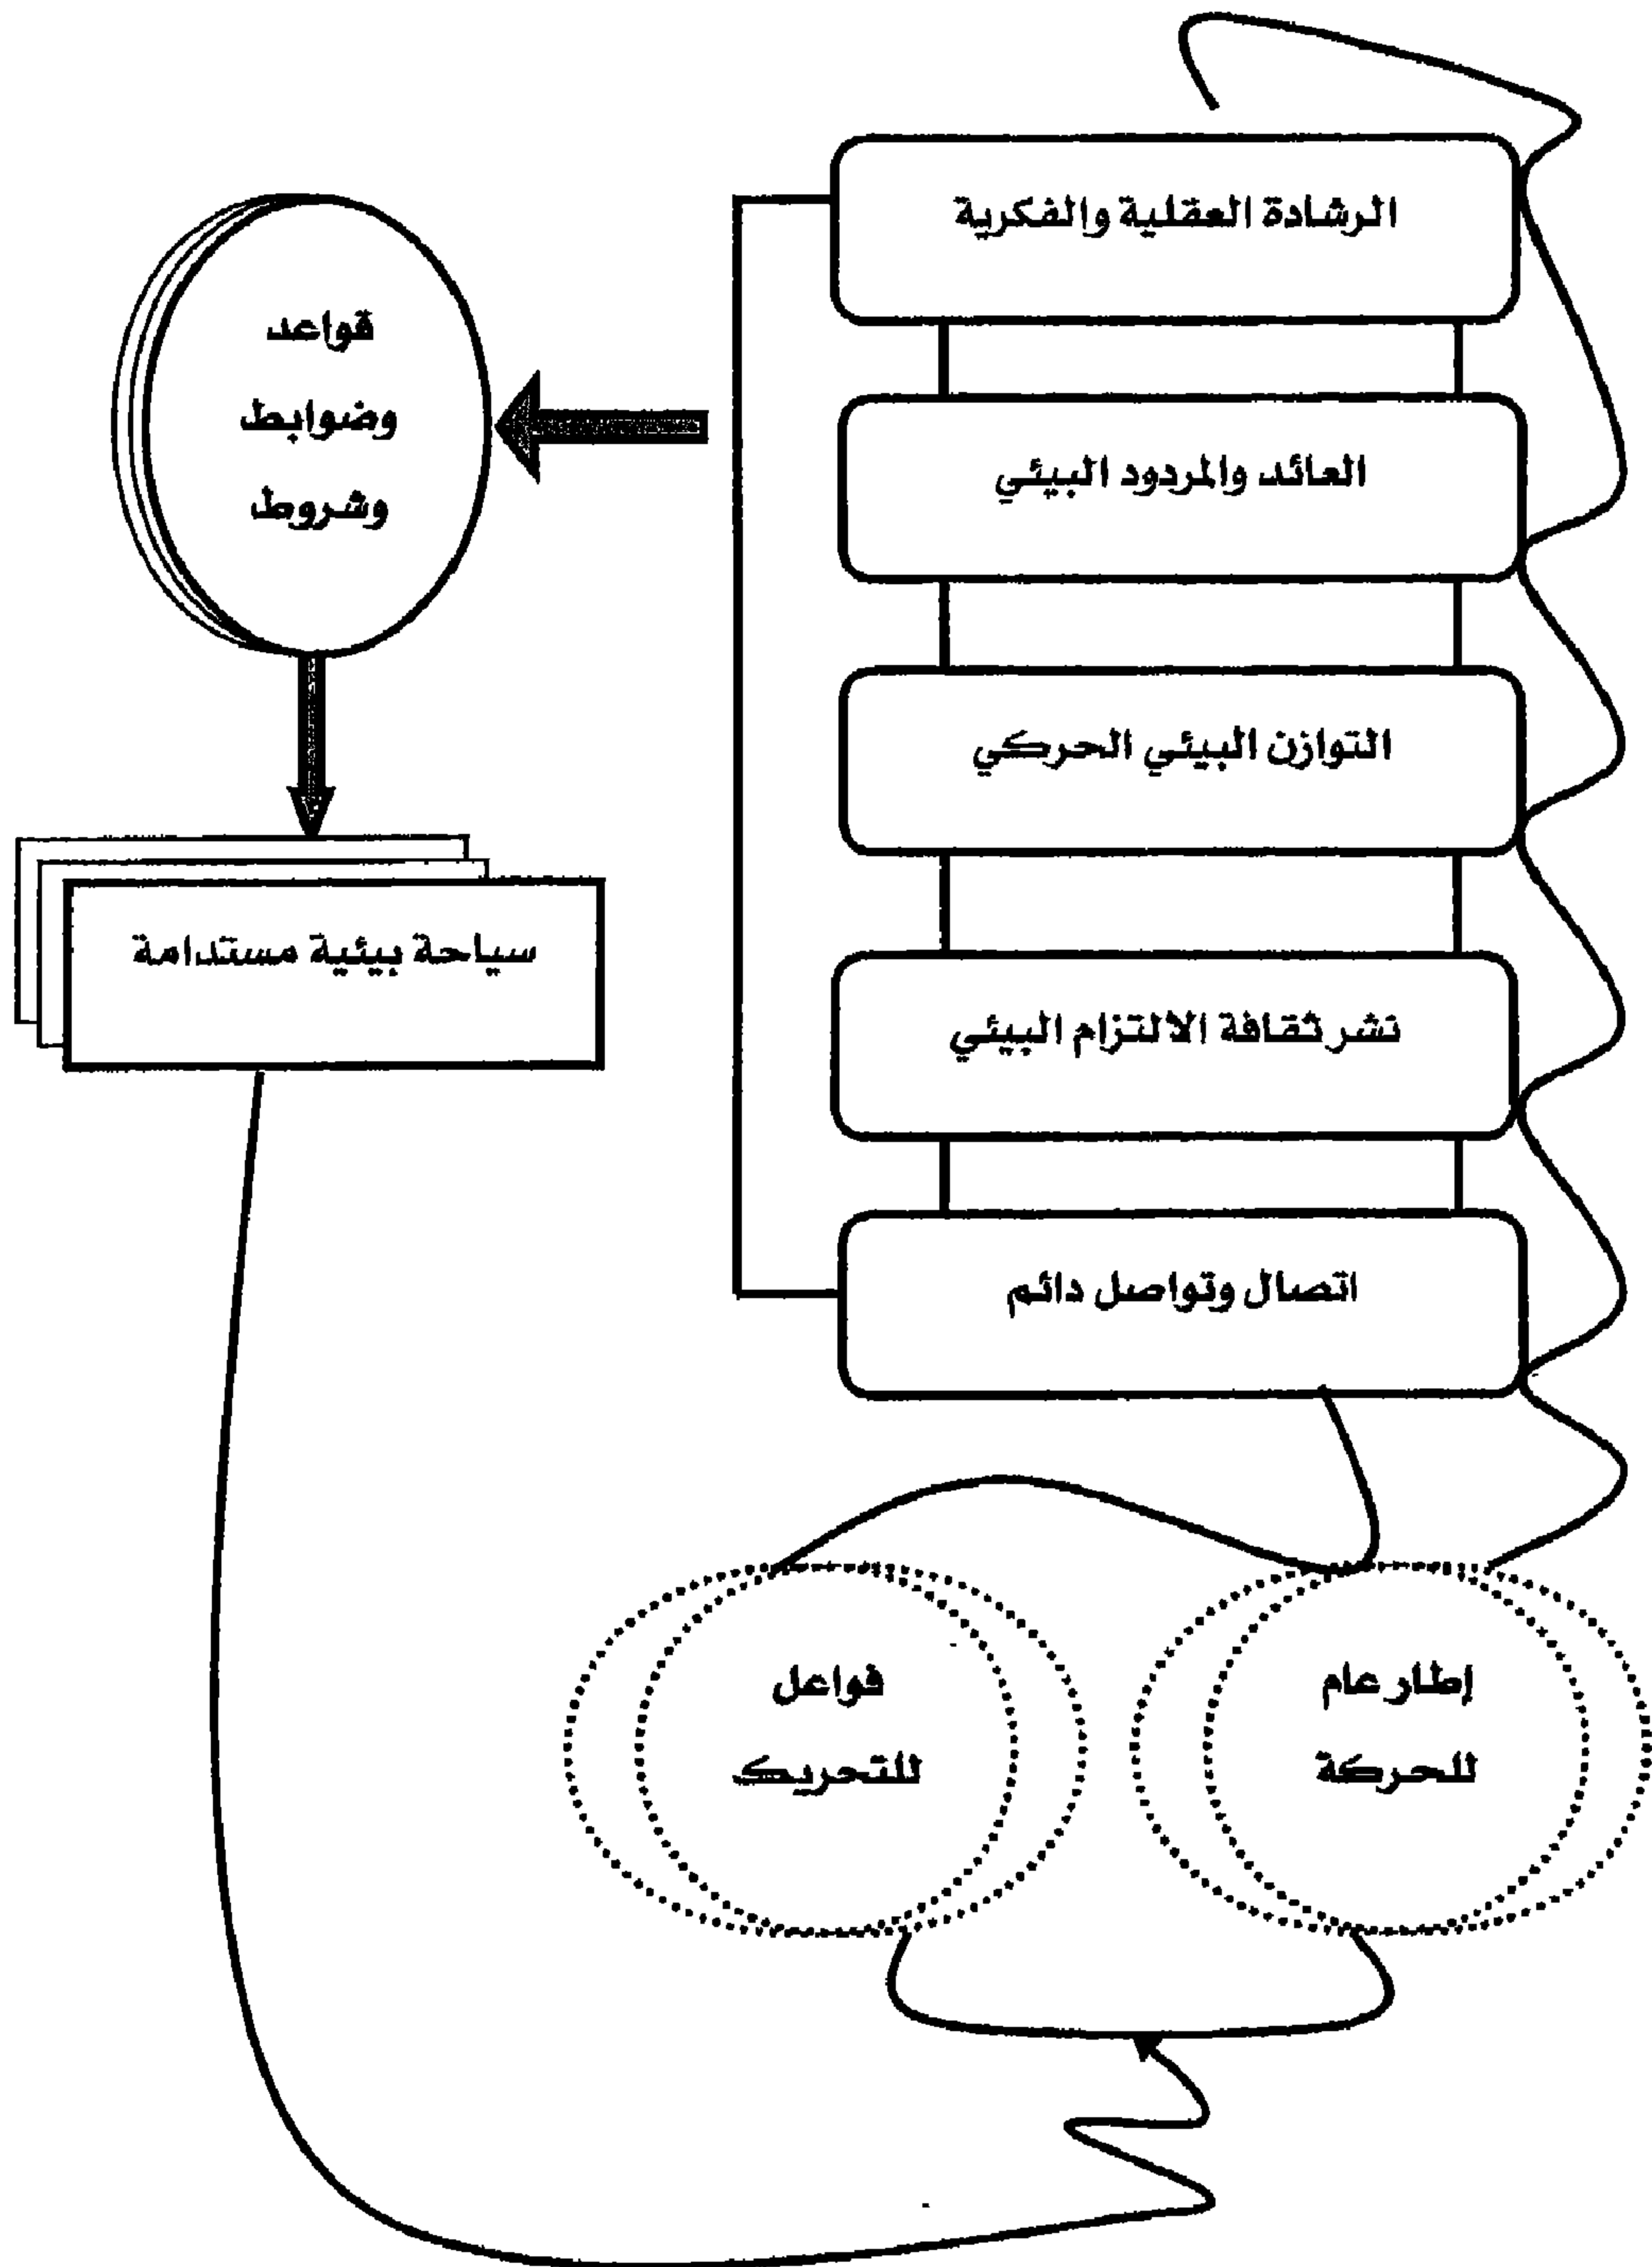 الرشادة العقلية والفكرية
العائد والمردود البيئي
التوازن البيئي الحركي
نشر ثقافة الالتزام البيئي
اتصال وتواصل دائم
قواعد
وضوابط
وشروط
سياحة بيئية مستدامة
إطار عام
للحركة
فواعل
للتحريك